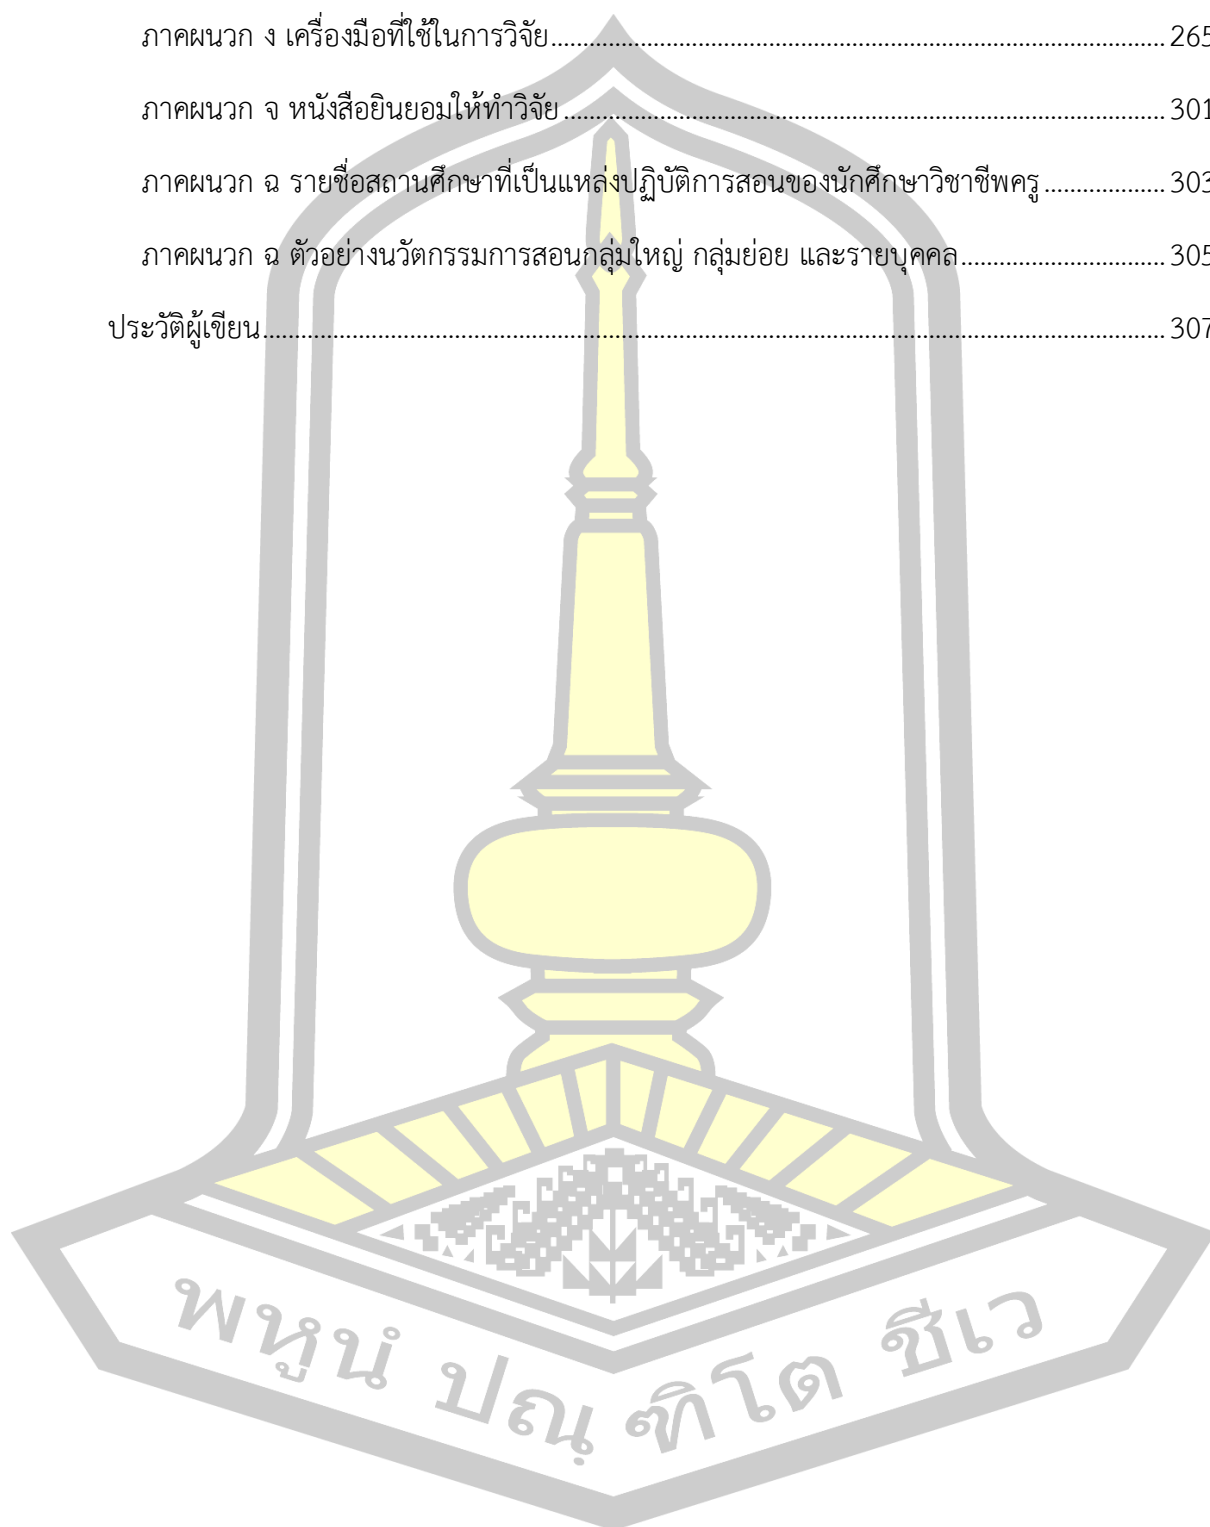 ภาคผนวก ง เครื่องมือที่ใช้ในการวิจัย.......................................................................................................... 265
ภาคผนวก จ หนังสือยินยอมให้ทำวิจัย........................................................................................................ 301
ภาคผนวก ฉ รายชื่อสถานศึกษาที่เป็นแหล่งปฏิบัติการสอนของนักศึกษาวิชาชีพครู..................... 303
ภาคผนวก ฉ ตัวอย่างนวัตกรรมการสอนกลุ่มใหญ่ กลุ่มย่อย และรายบุคคล................................... 305
ประวัติผู้เขียน............................................................................................................................................................ 307
พหูนํ ปณฺฑิโต ชีเว